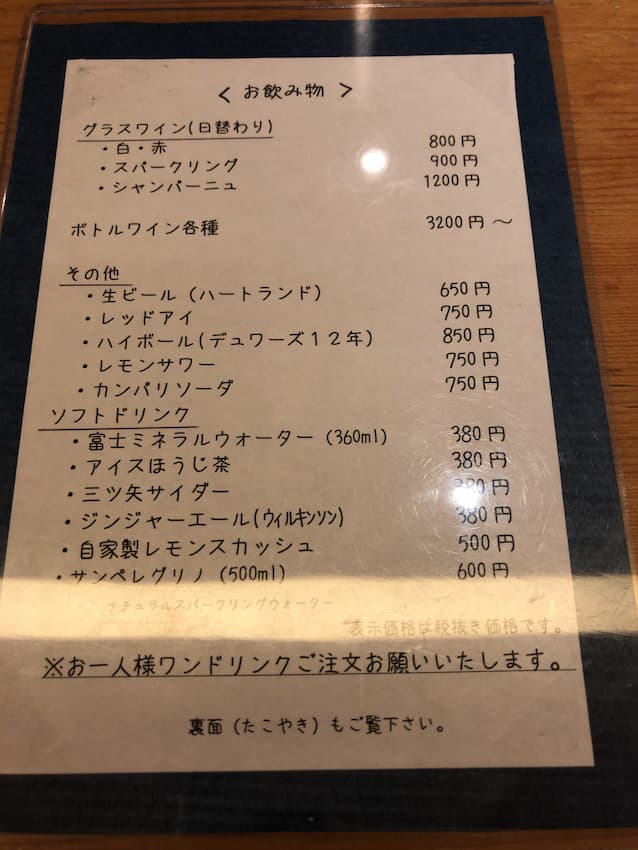 < お飲み物 >
グラスワイン(日替わり)
・白・赤 800円
・スパークリング 900円
・シャンパーニュ 1200円
ボトルワイン各種 3200円 ～
その他
・生ビール (ハートランド) 650円
・レッドアイ 750円
・ハイボール(デュワーズ12年) 850円
・レモンサワー 750円
・カンパリソーダ 750円
ソフトドリンク
・富士ミネラルウォーター (360ml) 380円
・アイスほうじ茶 380円
・三ツ矢サイダー 380円
・ジンジャーエール(ウィルキンソン) 380円
・自家製レモンスカッシュ 500円
・サンペレグリノ (500ml) 600円
ナチュラルスパークリングウォーター
表示価格は税抜き価格です。
※お一人様ワンドリンクご注文お願いいたします。
裏面 (たこやき) もご覧下さい。